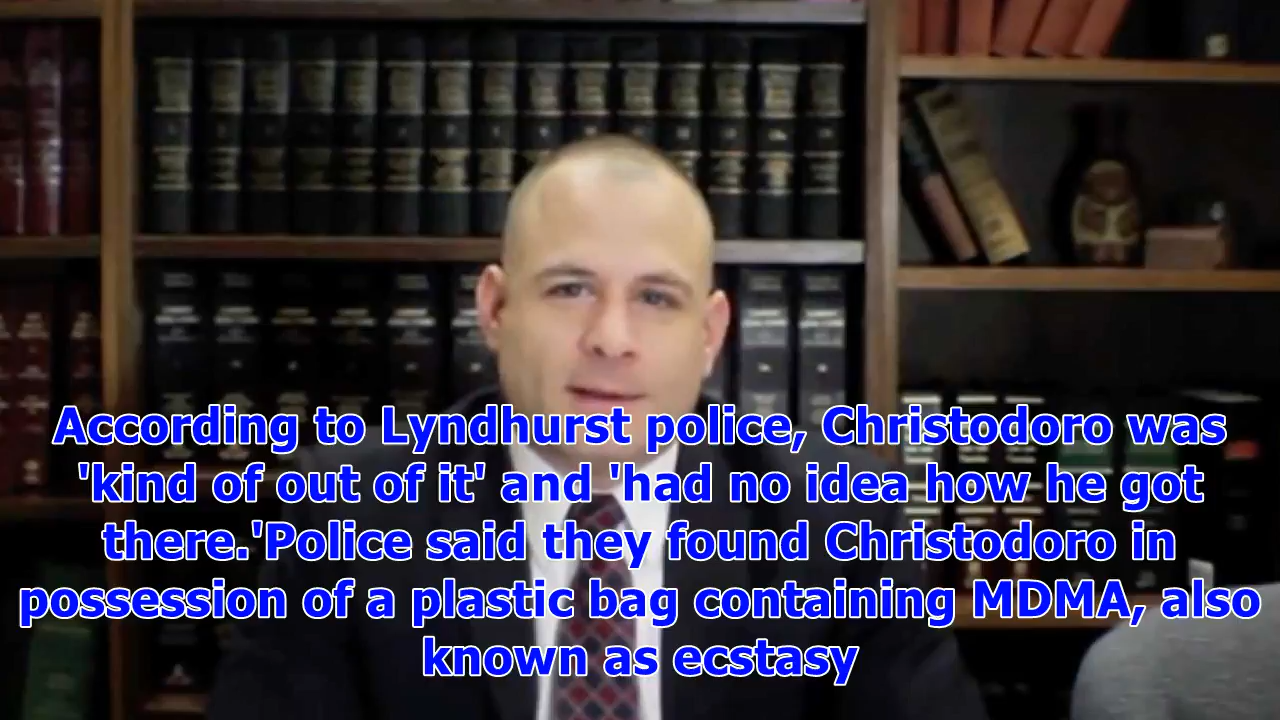 According to Lyndhurst police, Christodoro was
'kind of out of it' and 'had no idea how he got
there.'Police said they found Christodoro in
possession of a plastic bag containing MDMA, also
known as ecstasy